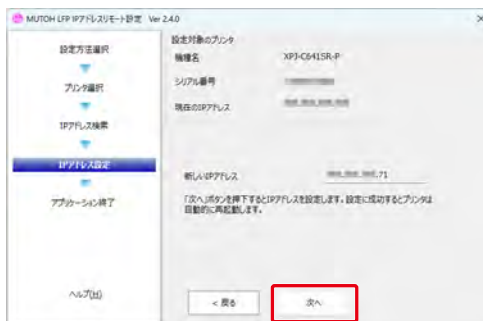 MUTOH LFP IPアドレスリモート設定 Ver 2.4.0
設定方法選択
プリンタ選択
IPアドレス検索
IPアドレス設定
アプリケーション終了
ヘルプ(H)
設定対象のプリンタ
機種名 XPJ-C641SR-P
シリアル番号
現在のIPアドレス
新しいIPアドレス .71
「次へ」ボタンを押下するとIPアドレスを設定します。設定に成功するとプリンタは
自動的に再起動します。
< 戻る
次へ